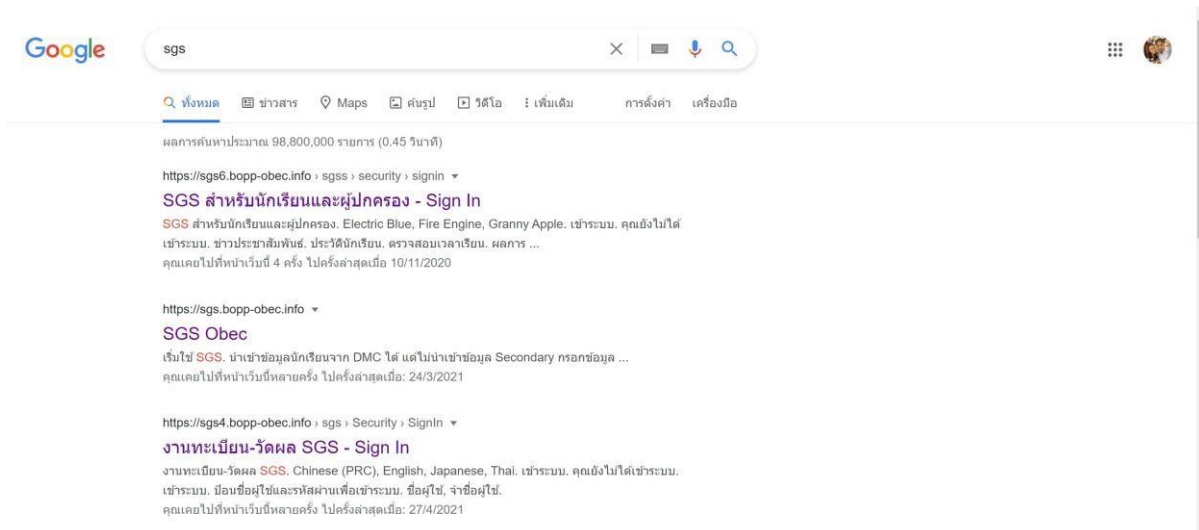 Google
sgs
ทั้งหมด ข่าวสาร Maps ค้นรูป วิดีโอ เพิ่มเติม การตั้งค่า เครื่องมือ
ผลการค้นหาประมาณ 98,800,000 รายการ (0.45 วินาที)
https://sgs6.bopp-obec.info › sgss › security › signin
SGS สำหรับนักเรียนและผู้ปกครอง - Sign In
SGS สำหรับนักเรียนและผู้ปกครอง. Electric Blue, Fire Engine, Granny Apple. เข้าระบบ. คุณยังไม่ได้
เข้าระบบ. ข่าวประชาสัมพันธ์. ประวัตินักเรียน. ตรวจสอบเวลาเรียน. ผลการ ...
คุณเคยไปที่หน้าเว็บนี้ 4 ครั้ง ไปครั้งล่าสุดเมื่อ 10/11/2020
https://sgs.bopp-obec.info
SGS Obec
เริ่มใช้ SGS. นำเข้าข้อมูลนักเรียนจาก DMC ได้ แต่ไม่นำเข้าข้อมูล Secondary กรอกข้อมูล ...
คุณเคยไปที่หน้าเว็บนี้หลายครั้ง ไปครั้งล่าสุดเมื่อ: 24/3/2021
https://sgs4.bopp-obec.info › sgs › Security › SignIn
งานทะเบียน-วัดผล SGS - Sign In
งานทะเบียน-วัดผล SGS. Chinese (PRC), English, Japanese, Thai. เข้าระบบ. คุณยังไม่ได้เข้าระบบ.
เข้าระบบ. ป้อนชื่อผู้ใช้และรหัสผ่านเพื่อเข้าระบบ. ชื่อผู้ใช้, จำชื่อผู้ใช้.
คุณเคยไปที่หน้าเว็บนี้หลายครั้ง ไปครั้งล่าสุดเมื่อ: 27/4/2021